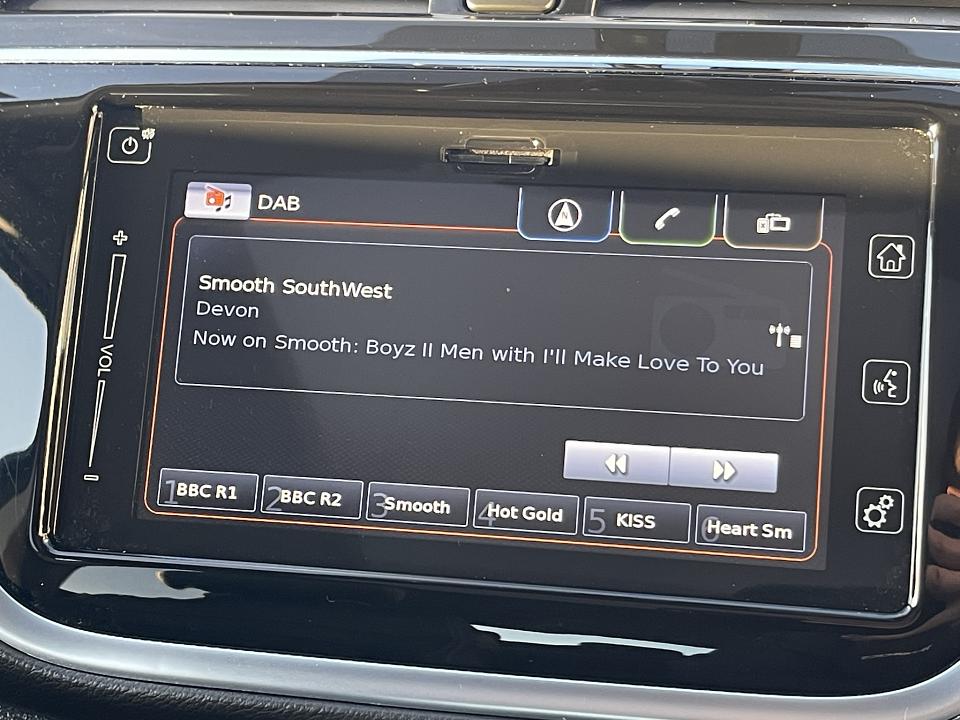 DAB
Smooth SouthWest
Devon
Now on Smooth: Boyz II Men with I'll Make Love To You
VOL
1 BBC R1
2 BBC R2
3 Smooth
4 Hot Gold
5 KISS
6 Heart Sm